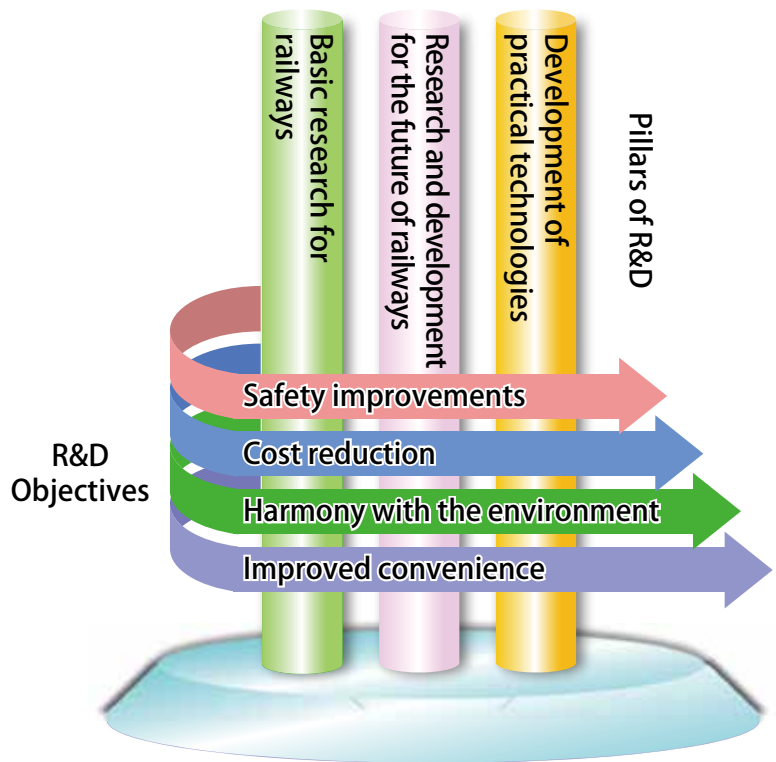 Basic research for
railways
Research and development
for the future of railways
Development of
practical technologies
Pillars of R&D
Safety improvements
Cost reduction
Harmony with the environment
Improved convenience
R&D
Objectives